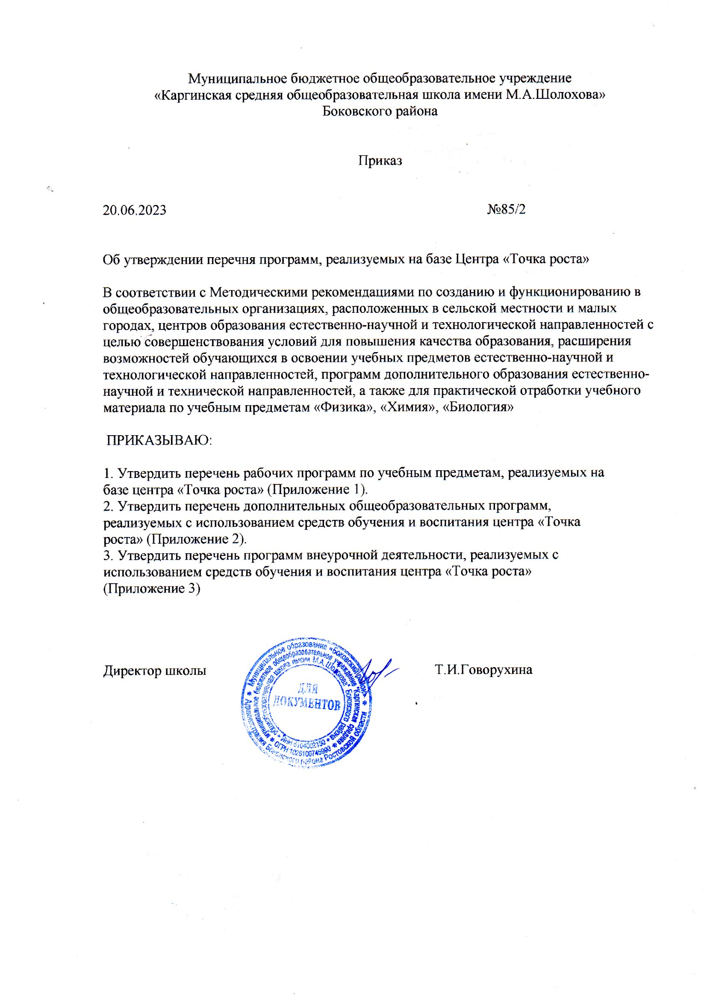 Муниципальное бюджетное общеобразовательное учреждение
«Каргинская средняя общеобразовательная школа имени М.А.Шолохова»
Боковского района
Приказ
20.06.2023 №85/2
Об утверждении перечня программ, реализуемых на базе Центра «Точка роста»
В соответствии с Методическими рекомендациями по созданию и функционированию в
общеобразовательных организациях, расположенных в сельской местности и малых
городах, центров образования естественно-научной и технологической направленностей с
целью совершенствования условий для повышения качества образования, расширения
возможностей обучающихся в освоении учебных предметов естественно-научной и
технологической направленностей, программ дополнительного образования естественно-
научной и технической направленностей, а также для практической отработки учебного
материала по учебным предметам «Физика», «Химия», «Биология»
ПРИКАЗЫВАЮ:
1. Утвердить перечень рабочих программ по учебным предметам, реализуемых на
базе центра «Точка роста» (Приложение 1).
2. Утвердить перечень дополнительных общеобразовательных программ,
реализуемых с использованием средств обучения и воспитания центра «Точка
роста» (Приложение 2).
3. Утвердить перечень программ внеурочной деятельности, реализуемых с
использованием средств обучения и воспитания центра «Точка роста»
(Приложение 3)
Директор школы Т.И.Говорухина
Муниципальное образование «Боковский район»
Администрация Боковского района Ростовской области
муниципальное бюджетное общеобразовательное учреждение "Каргинская средняя
общеобразовательная школа имени М.А. Шолохова" Боковского района
ОГРН 1026100745990
ИНН 6104002130
ДЛЯ
ДОКУМЕНТОВ